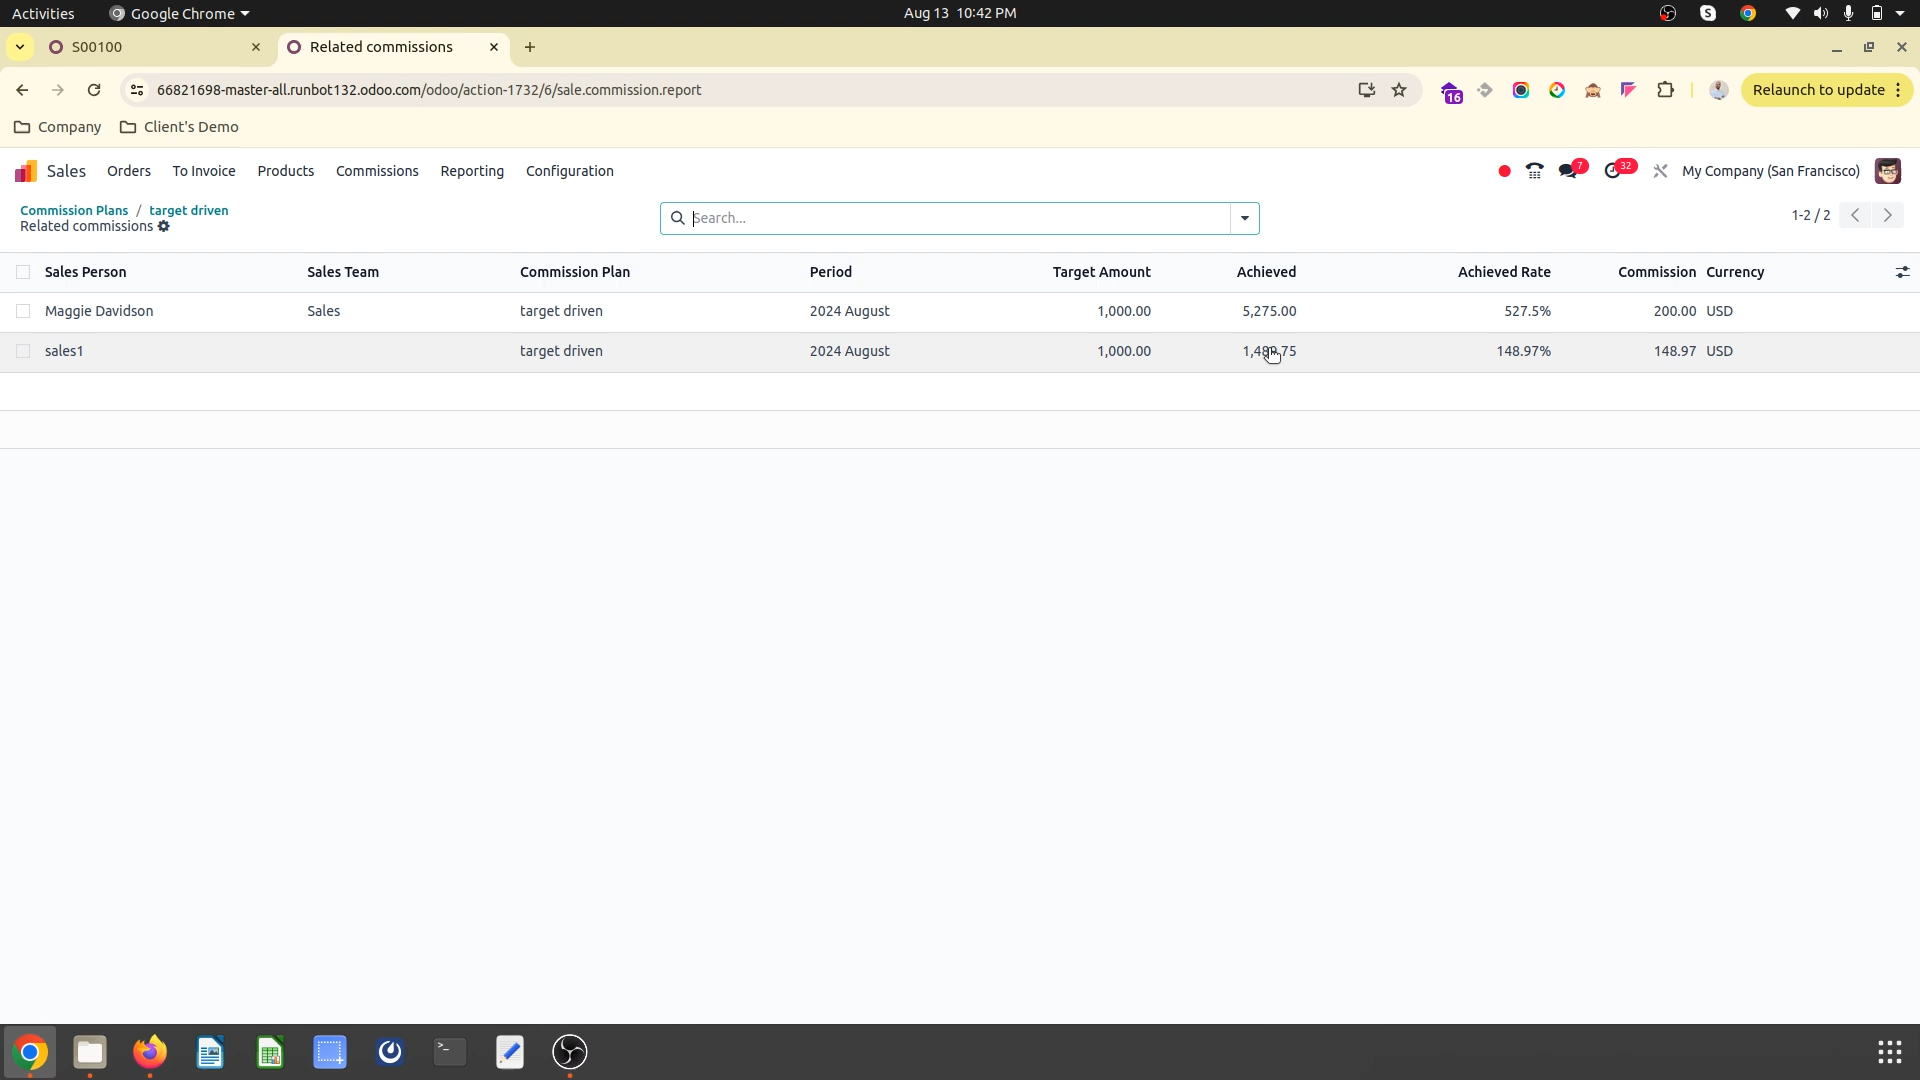 Activities Google Chrome Aug 13 10:42 PM
S00100 Related commissions
66821698-master-all.runbot132.odoo.com/odoo/action-1732/6/sale.commission.report 16 Relaunch to update
Company Client's Demo
Sales Orders To Invoice Products Commissions Reporting Configuration 7 32 My Company (San Francisco)
Commission Plans / target driven
Related commissions Search... 1-2 / 2
Sales Person Sales Team Commission Plan Period Target Amount Achieved Achieved Rate Commission Currency
Maggie Davidson Sales target driven 2024 August 1,000.00 5,275.00 527.5% 200.00 USD
sales1 target driven 2024 August 1,000.00 148.97% 148.97 USD